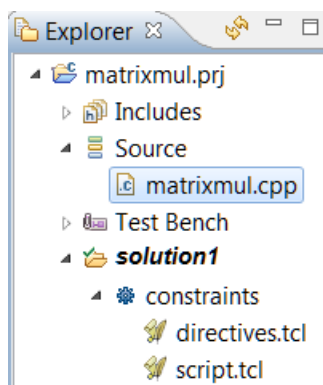 Explorer
matrixmul.prj
Includes
Source
matrixmul.cpp
Test Bench
solution1
constraints
directives.tcl
script.tcl